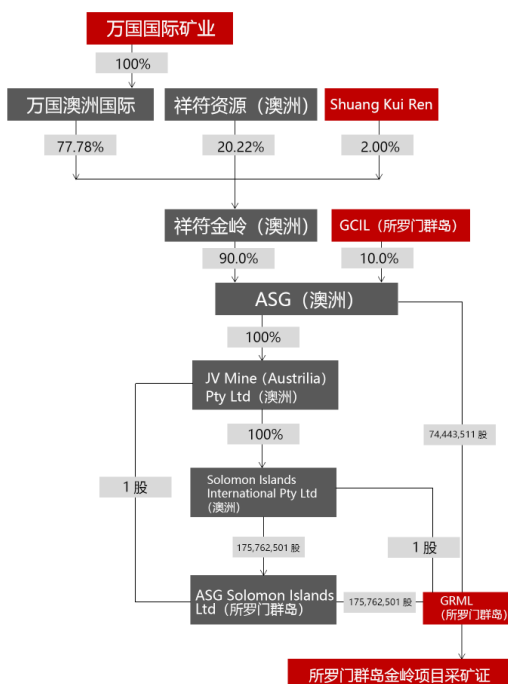 万国国际矿业
100%
万国澳洲国际
祥符资源（澳洲）
Shuang Kui Ren
77.78%
20.22%
2.00%
祥符金岭（澳洲）
GCIL（所罗门群岛）
90.0%
10.0%
ASG（澳洲）
100%
JV Mine（Austrilia）
Pty Ltd（澳洲）
74,443,511 股
100%
Solomon Islands
International Pty Ltd
（澳洲）
1 股
175,762,501 股
1 股
ASG Solomon Islands
Ltd（所罗门群岛）
175,762,501 股
GRML
（所罗门群岛）
所罗门群岛金岭项目采矿证